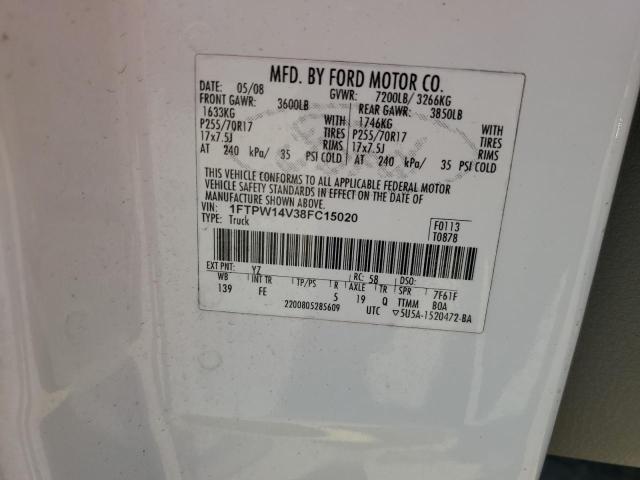 MFD. BY FORD MOTOR CO.
DATE: 05/08 GVWR: 7200LB/ 3266KG
FRONT GAWR: 3600LB REAR GAWR: 3850LB
1633KG WITH 1746KG WITH
P255/70R17 TIRES P255/70R17 TIRES
17x7.5J RIMS 17x7.5J RIMS
AT 240 kPa/ 35 PSI COLD AT 240 kPa/ 35 PSI COLD
THIS VEHICLE CONFORMS TO ALL APPLICABLE FEDERAL MOTOR
VEHICLE SAFETY STANDARDS IN EFFECT ON THE DATE OF
MANUFACTURE SHOWN ABOVE.
VIN: 1FTPW14V38FC15020 F0113
TYPE: Truck T0878
EXT PNT: YZ RC: 58 DSO:
WB INT TR TP/PS R AXLE TR SPR 7F61F
139 FE 5 19 Q TTMM BOA
2200805285609 UTC ▽5U5A-1520472-BA